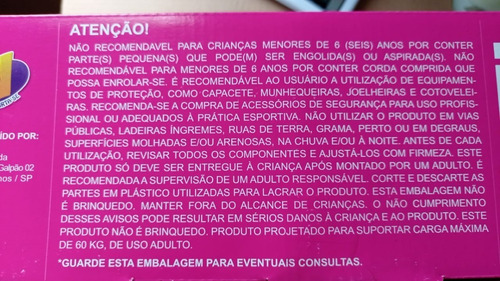 ATENÇÃO!
NÃO RECOMENDAVEL PARA CRIANÇAS MENORES DE 6 (SEIS) ANOS POR CONTER
PARTE(S) PEQUENA(S) QUE PODE(M) SER ENGOLIDA(S) OU ASPIRADA(S). NÃO
RECOMENDÁVEL PARA MENORES DE 6 ANOS POR CONTER CORDA COMPRIDA QUE
POSSA ENROLAR-SE. É RECOMENDADO AO USUÁRIO A UTILIZAÇÃO DE EQUIPAMEN-
TOS DE PROTEÇÃO, COMO CAPACETE, MUNHEQUEIRAS, JOELHEIRAS E COTOVELEI-
RAS. RECOMENDA-SE A COMPRA DE ACESSÓRIOS DE SEGURANÇA PARA USO PROFIS-
SIONAL OU ADEQUADOS À PRÁTICA ESPORTIVA. NÃO UTILIZAR O PRODUTO EM VIAS
PÚBLICAS, LADEIRAS ÍNGREMES, RUAS DE TERRA, GRAMA, PERTO OU EM DEGRAUS,
SUPERFÍCIES MOLHADAS E/OU ARENOSAS, NA CHUVA E/OU À NOITE. ANTES DE CADA
UTILIZAÇÃO, REVISAR TODOS OS COMPONENTES E AJUSTÁ-LOS COM FIRMEZA. ESTE
PRODUTO SÓ DEVE SER ENTREGUE À CRIANÇA APÓS MONTADO POR UM ADULTO. É
RECOMENDADA A SUPERVISÃO DE UM ADULTO RESPONSÁVEL. CORTE E DESCARTE AS
PARTES EM PLÁSTICO UTILIZADAS PARA LACRAR O PRODUTO. ESTA EMBALAGEM NÃO
É BRINQUEDO. MANTER FORA DO ALCANCE DE CRIANÇAS. O NÃO CUMPRIMENTO
DESSES AVISOS PODE RESULTAR EM SÉRIOS DANOS À CRIANÇA E AO PRODUTO. ESTE
PRODUTO NÃO É BRINQUEDO. PRODUTO PROJETADO PARA SUPORTAR CARGA MÁXIMA
DE 60 KG, DE USO ADULTO.
*GUARDE ESTA EMBALAGEM PARA EVENTUAIS CONSULTAS.
ÍDO POR:
da
Galpão 02
nos / SP